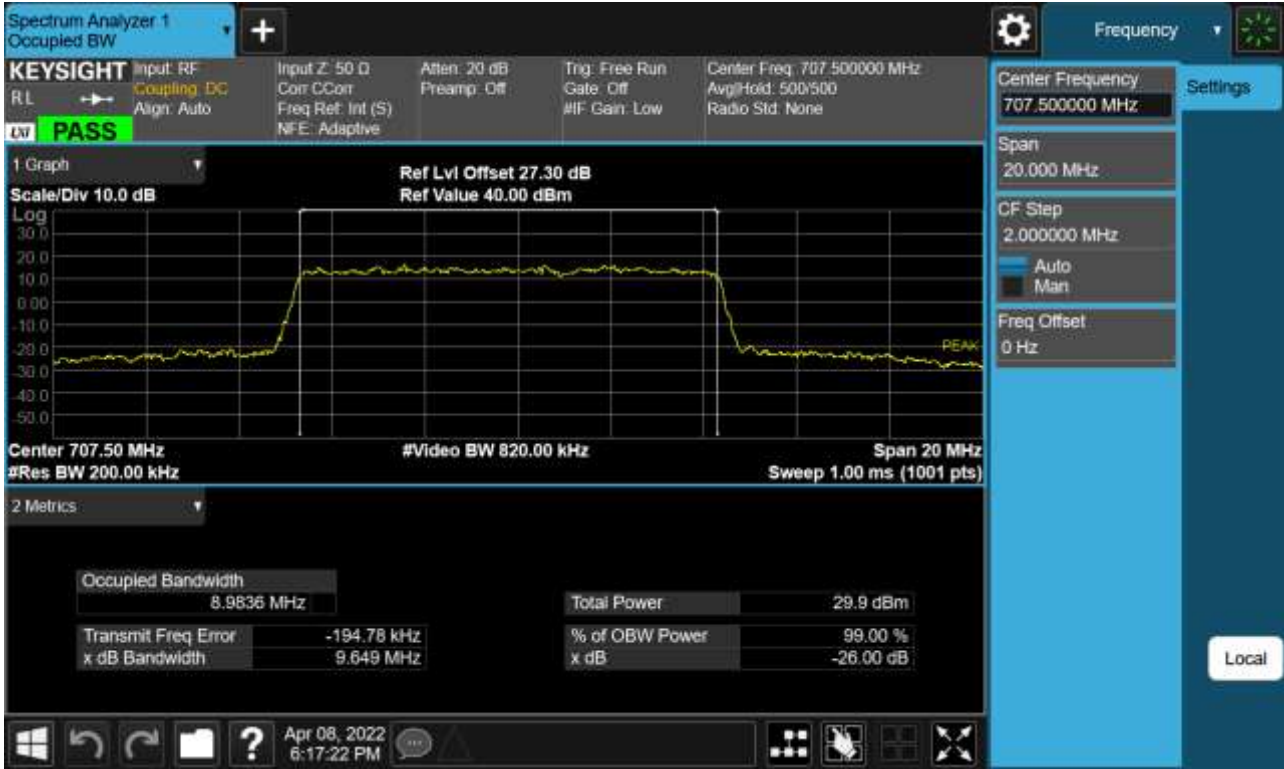 Spectrum Analyzer 1
Occupied BW
Frequency
KEYSIGHT
RL
LXI
PASS
Input: RF
Coupling: DC
Align: Auto
Input Z: 50 Ω
Corr CCorr
Freq Ref: Int (S)
NFE: Adaptive
Atten: 20 dB
Preamp: Off
Trig: Free Run
Gate: Off
#IF Gain: Low
Center Freq: 707.500000 MHz
Avg|Hold: 500/500
Radio Std: None
1 Graph
Scale/Div 10.0 dB
Ref Lvl Offset 27.30 dB
Ref Value 40.00 dBm
Log
30.0
20.0
10.0
0.00
-10.0
-20.0
-30.0
-40.0
-50.0
PEAK
Center 707.50 MHz
#Res BW 200.00 kHz
#Video BW 820.00 kHz
Span 20 MHz
Sweep 1.00 ms (1001 pts)
2 Metrics
Occupied Bandwidth
8.9836 MHz
Transmit Freq Error -194.78 kHz
x dB Bandwidth 9.649 MHz
Total Power 29.9 dBm
% of OBW Power 99.00 %
x dB -26.00 dB
Center Frequency
707.500000 MHz
Span
20.000 MHz
CF Step
2.000000 MHz
Auto
Man
Freq Offset
0 Hz
Settings
Local
?
Apr 08, 2022
6:17:22 PM